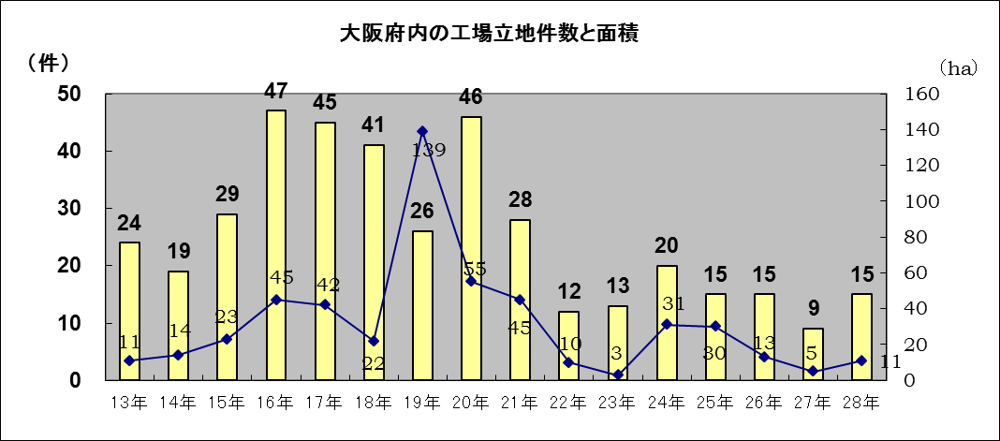 大阪府内の工場立地件数と面積
（件） （ha）
50 40 30 20 10 0
24 19 29 47 45 41 26 46 28 12 13 20 15 15 9 15
11 14 23 45 42 22 139 55 45 10 3 31 30 13 5 11
160 140 120 100 80 60 40 20 0
13年 14年 15年 16年 17年 18年 19年 20年 21年 22年 23年 24年 25年 26年 27年 28年